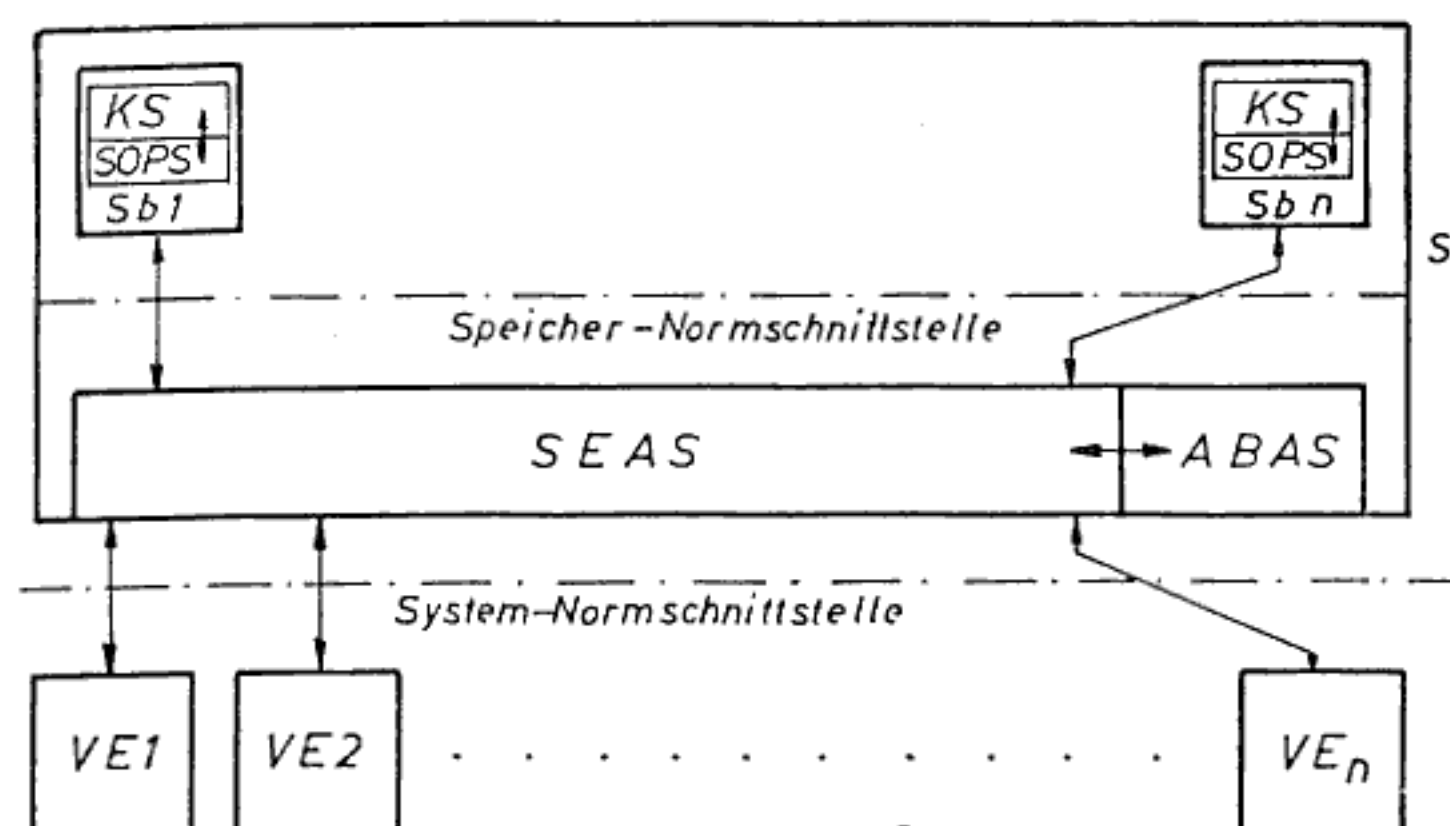 KS
SOPS
Sb1
KS
SOPS
Sb n
S
Speicher-Normschnittstelle
SEAS
ABAS
System-Normschnittstelle
VE1
VE2
. . . . . . . . . .
VEn